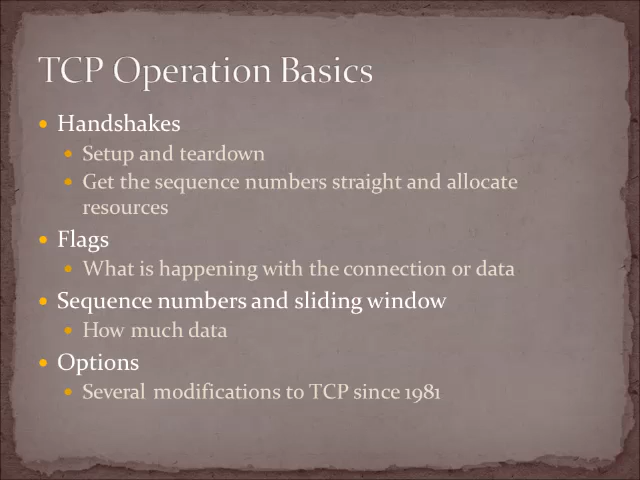 TCP Operation Basics
• Handshakes
• Setup and teardown
• Get the sequence numbers straight and allocate
resources
• Flags
• What is happening with the connection or data
• Sequence numbers and sliding window
• How much data
• Options
• Several modifications to TCP since 1981